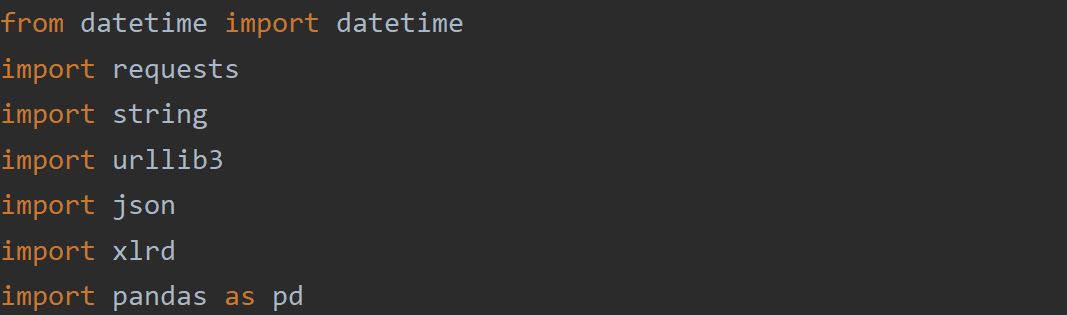 from datetime import datetime
import requests
import string
import urllib3
import json
import xlrd
import pandas as pd